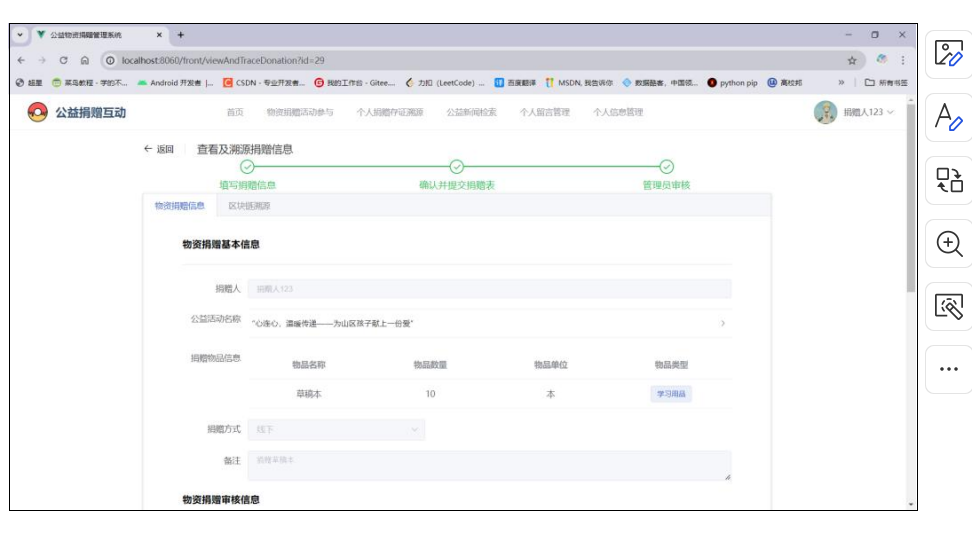 公益物资捐赠管理系统
localhost:8060/front/viewAndTraceDonation?id=29
超星 菜鸟教程 - 学的不... Android 开发者 |... CSDN - 专业开发者... 我的工作台 - Gitee.... 力扣 (LeetCode) ... 百度翻译 MSDN, 我告诉你 数据酷客，中国领... python pip 高校邦 » 所有书签
公益捐赠互动 首页 物资捐赠活动参与 个人捐赠存证溯源 公益新闻检索 个人留言管理 个人信息管理 捐赠人123
← 返回 查看及溯源捐赠信息
填写捐赠信息 确认并提交捐赠表 管理员审核
物资捐赠信息 区块链溯源
物资捐赠基本信息
捐赠人 捐赠人123
公益活动名称 "心连心，温暖传递——为山区孩子献上一份爱"
捐赠物品信息 物品名称 物品数量 物品单位 物品类型
草稿本 10 本 学习用品
捐赠方式 线下
备注 捐赠草稿本
物资捐赠审核信息